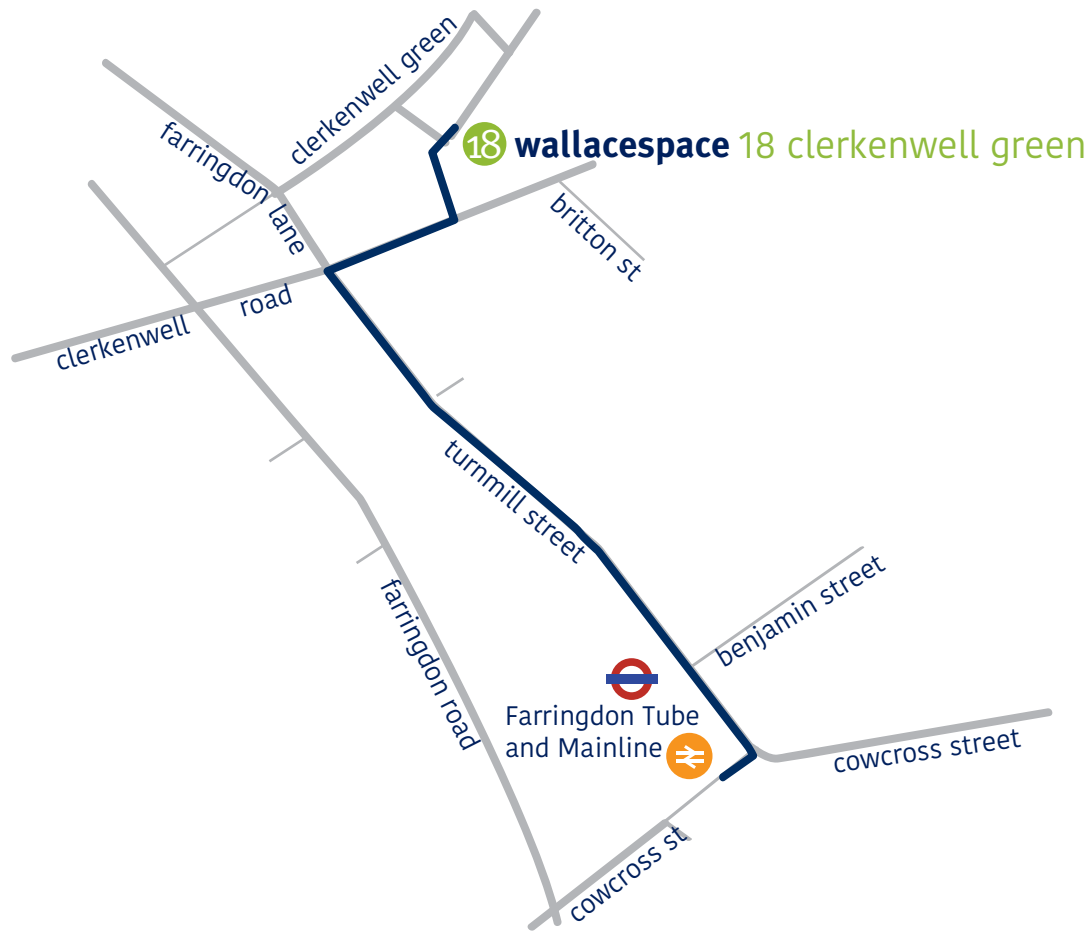 clerkenwell green
farringdon lane
18 wallacespace 18 clerkenwell green
britton st
clerkenwell road
turnmill street
farringdon road
benjamin street
Farringdon Tube
and Mainline
cowcross street
cowcross st